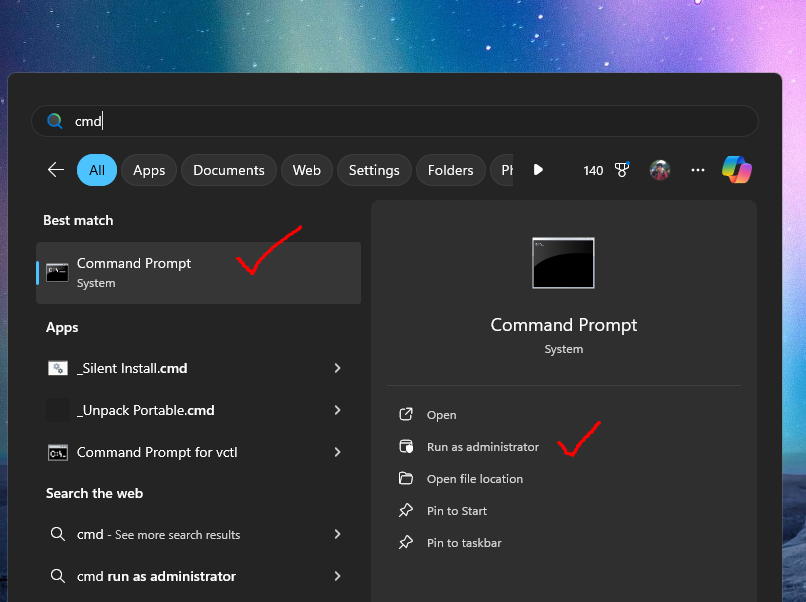 cmd
All
Apps
Documents
Web
Settings
Folders
140
Best match
Command Prompt
System
Apps
_Silent Install.cmd
_Unpack Portable.cmd
Command Prompt for vctl
Search the web
cmd - See more search results
cmd run as administrator
Command Prompt
System
Open
Run as administrator
Open file location
Pin to Start
Pin to taskbar